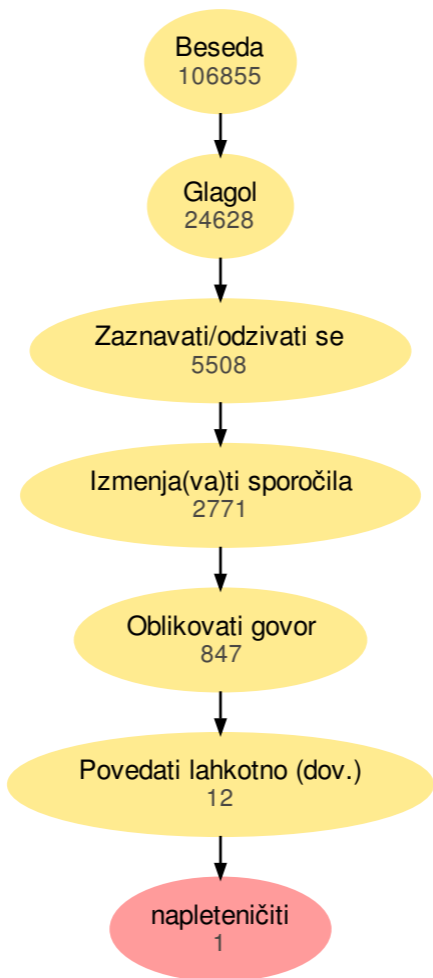 Beseda
106855
Glagol
24628
Zaznavati/odzivati se
5508
Izmenja(va)ti sporočila
2771
Oblikovati govor
847
Povedati lahkotno (dov.)
12
napleteničiti
1